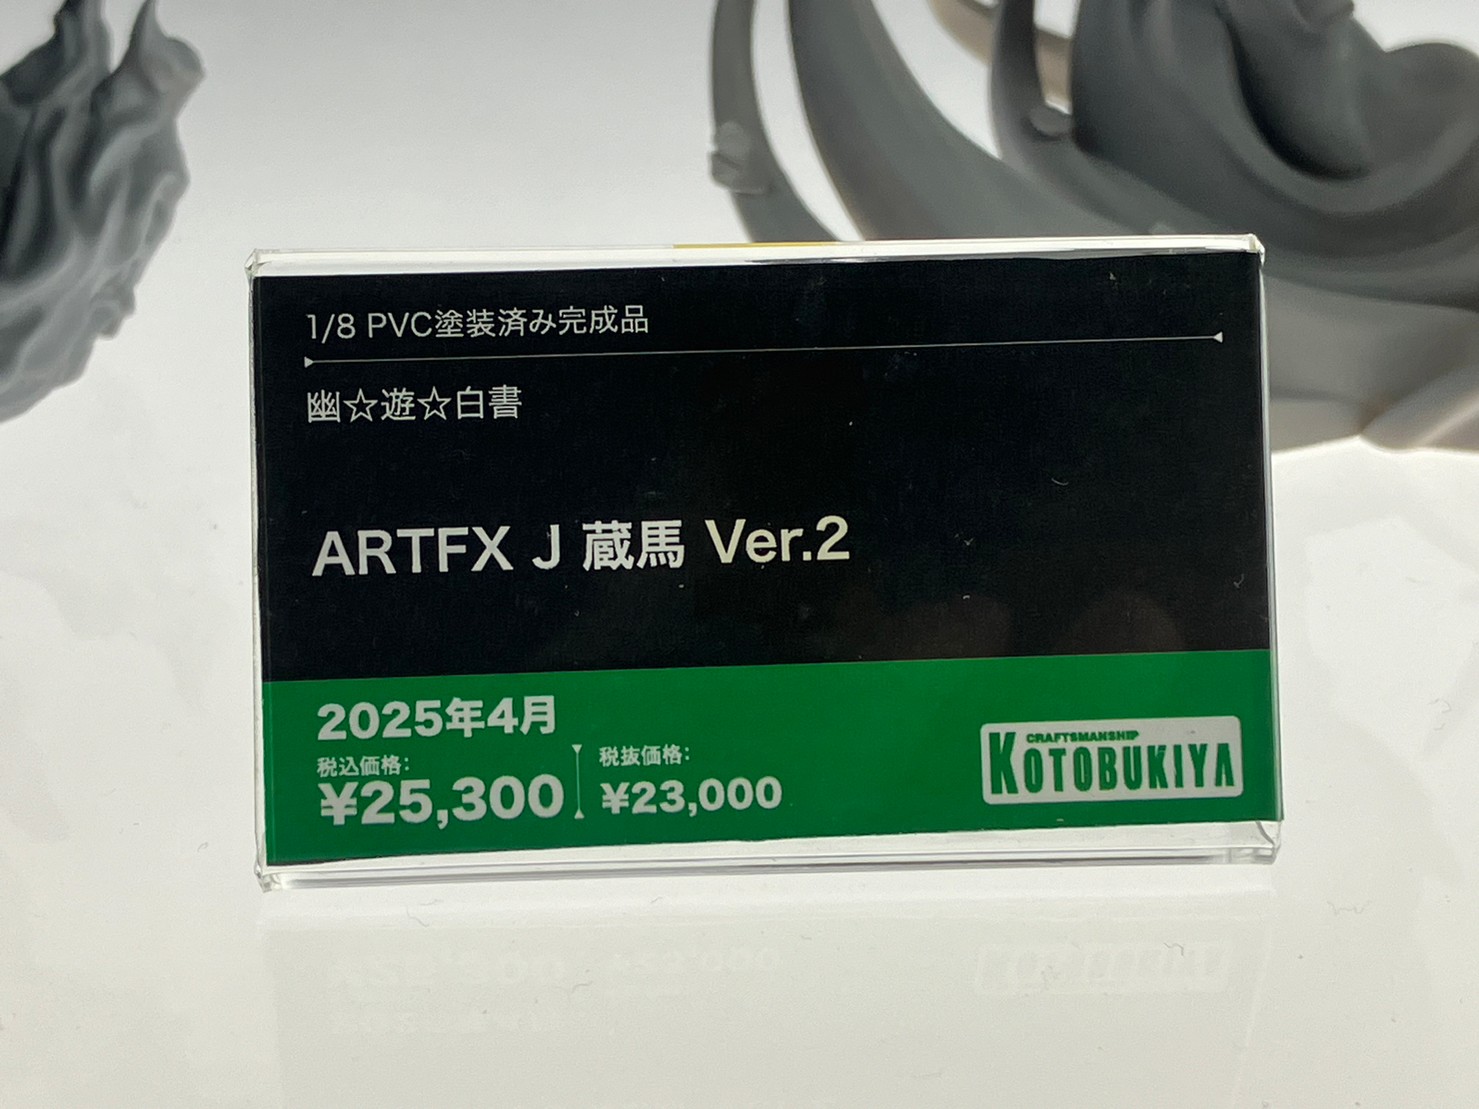 1/8 PVC塗装済み完成品
幽☆遊☆白書
ARTFX J 蔵馬 Ver.2
2025年4月
税込価格:
¥25,300
税抜価格:
¥23,000
CRAFTSMANSHIP
KOTOBUKIYA